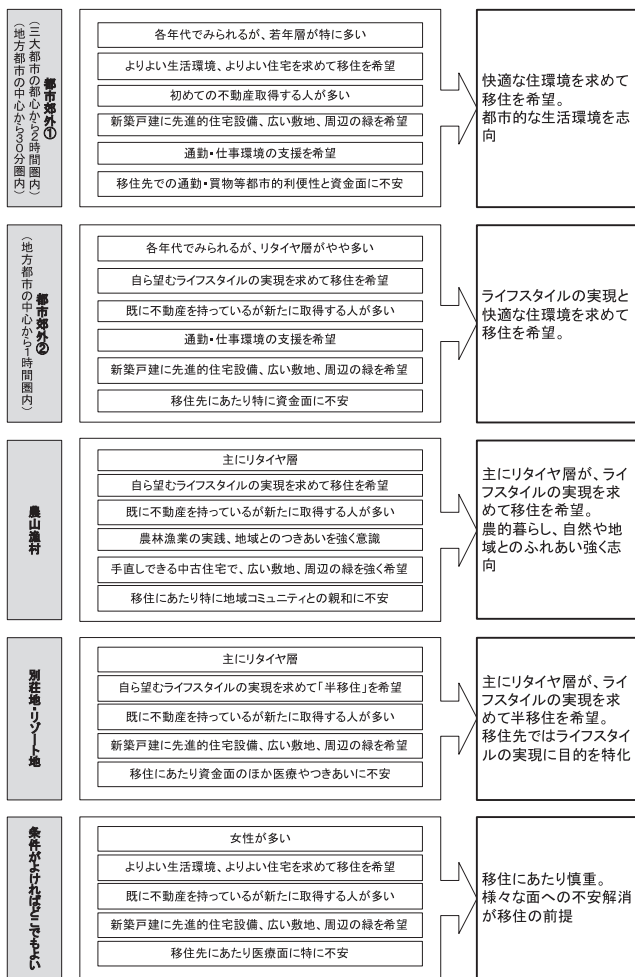 都市郊外①
（三大都市の都心から2時間圏内）
（地方都市の中心から30分圏内）
各年代でみられるが、若年層が特に多い
よりよい生活環境、よりよい住宅を求めて移住を希望
初めての不動産取得する人が多い
新築戸建に先進的住宅設備、広い敷地、周辺の緑を希望
通勤・仕事環境の支援を希望
移住先での通勤・買物等都市的利便性と資金面に不安
快適な住環境を求めて
移住を希望。
都市的な生活環境を志
向
都市郊外②
（地方都市の中心から1時間圏内）
各年代でみられるが、リタイヤ層がやや多い
自ら望むライフスタイルの実現を求めて移住を希望
既に不動産を持っているが新たに取得する人が多い
通勤・仕事環境の支援を希望
新築戸建に先進的住宅設備、広い敷地、周辺の緑を希望
移住先にあたり特に資金面に不安
ライフスタイルの実現と
快適な住環境を求めて
移住を希望。
農山漁村
主にリタイヤ層
自ら望むライフスタイルの実現を求めて移住を希望
既に不動産を持っているが新たに取得する人が多い
農林漁業の実践、地域とのつきあいを強く意識
手直しできる中古住宅で、広い敷地、周辺の緑を強く希望
移住にあたり特に地域コミュニティとの親和に不安
主にリタイヤ層が、ライ
フスタイルの実現を求
めて移住を希望。
農的暮らし、自然や地
域とのふれあい強く志
向
別荘地・リゾート地
主にリタイヤ層
自ら望むライフスタイルの実現を求めて「半移住」を希望
既に不動産を持っているが新たに取得する人が多い
新築戸建に先進的住宅設備、広い敷地、周辺の緑を希望
移住にあたり資金面のほか医療やつきあいに不安
主にリタイヤ層が、ライ
フスタイルの実現を求
めて半移住を希望。
移住先ではライフスタイ
ルの実現に目的を特化
条件がよければどこでもよい
女性が多い
よりよい生活環境、よりよい住宅を求めて移住を希望
既に不動産を持っているが新たに取得する人が多い
新築戸建に先進的住宅設備、広い敷地、周辺の緑を希望
移住先にあたり医療面に特に不安
移住にあたり慎重。
様々な面への不安解消
が移住の前提